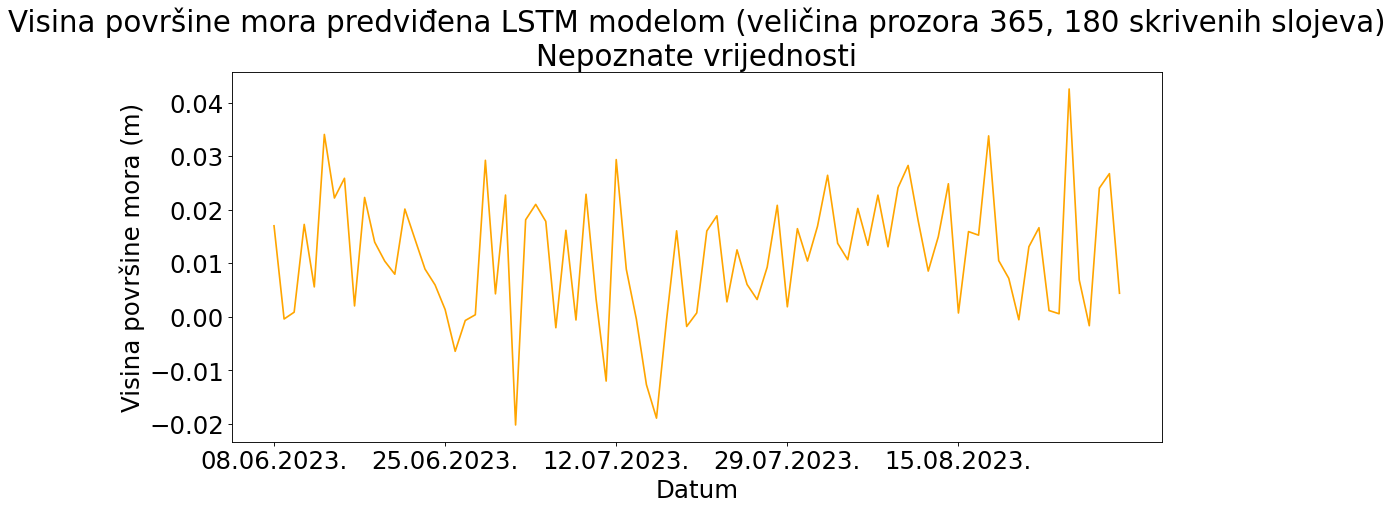 Visina površine mora predviđena LSTM modelom (veličina prozora 365, 180 skrivenih slojeva)
Nepoznate vrijednosti
Visina površine mora (m)
0.04
0.03
0.02
0.01
0.00
−0.01
−0.02
08.06.2023. 25.06.2023. 12.07.2023. 29.07.2023. 15.08.2023.
Datum